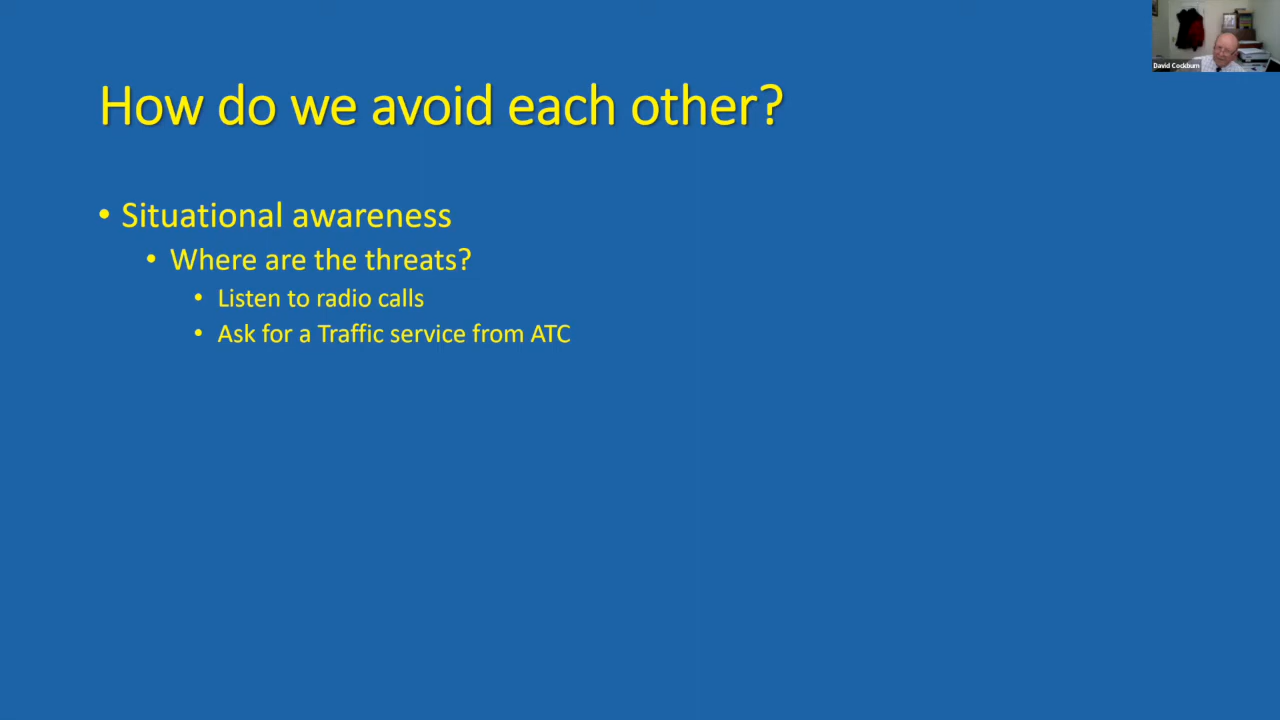 David Cockburn
How do we avoid each other?
• Situational awareness
• Where are the threats?
• Listen to radio calls
• Ask for a Traffic service from ATC